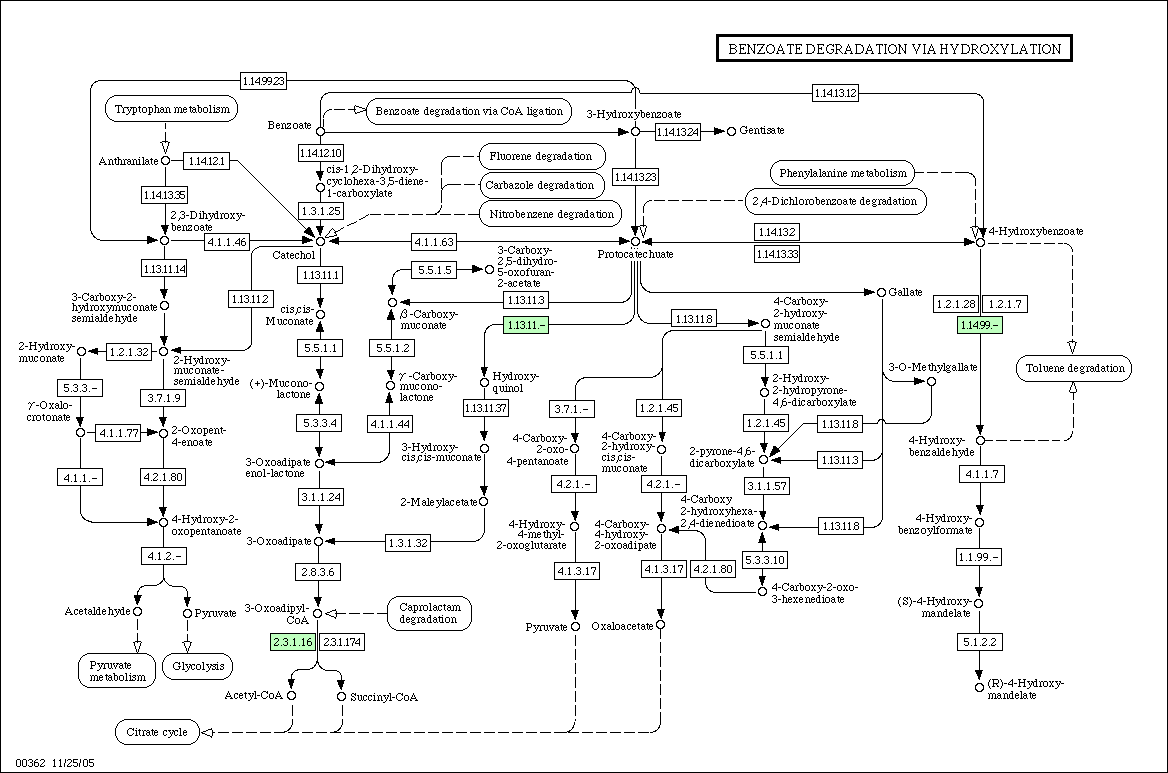 BENZOATE DEGRADATION VIA HYDROXYLATION
1.14.99.23
Tryptophan metabolism
Benzoate degradation via CoA ligation
1.14.13.12
3-Hydroxybenzoate
Benzoate
1.14.13.24
Gentisate
Anthranilate
1.14.12.1
1.14.12.10
Fluorene degradation
cis-1,2-Dihydroxy-
cyclohexa-3,5-diene-
1-carboxylate
Carbazole degradation
1.14.13.23
Phenylalanine metabolism
1.14.13.35
1.3.1.25
Nitrobenzene degradation
2,4-Dichlorobenzoate degradation
2,3-Dihydroxy-
benzoate
4.1.1.46
4.1.1.63
1.14.13.2
1.14.13.33
4-Hydroxybenzoate
Catechol
Protocatechuate
3-Carboxy-
2,5-dihydro-
5-oxofuran-
2-acetate
1.13.11.14
1.13.11.1
5.5.1.5
3-Carboxy-2-
hydroxymuconate
semialdehyde
1.13.11.2
1.13.11.3
Gallate
cis,cis-
Muconate
β-Carboxy-
muconate
1.13.11.-
1.13.11.8
4-Carboxy-
2-hydroxy-
muconate
semialdehyde
1.2.1.28
1.2.1.7
1.14.99.-
2-Hydroxy-
muconate
1.2.1.32
2-Hydroxy-
muconate-
semialdehyde
5.5.1.1
5.5.1.2
5.5.1.1
Toluene degradation
5.3.3.-
3.7.1.9
(+)-Mucono-
lactone
γ-Carboxy-
mucono-
lactone
Hydroxy-
quinol
2-Hydroxy-
2-hydropyrone-
4,6-dicarboxylate
3-O-Methylgallate
γ-Oxalo-
crotonate
1.13.11.37
3.7.1.-
1.2.1.45
4.1.1.77
2-Oxopent-
4-enoate
5.3.3.4
4.1.1.44
1.2.1.45
1.13.11.8
3-Hydroxy-
cis,cis-muconate
4-Carboxy-
2-oxo-
4-pentanoate
4-Carboxy-
2-hydroxy-
cis,cis-
muconate
2-pyrone-4,6-
dicarboxylate
1.13.11.3
4-Hydroxy-
benzaldehyde
3-Oxoadipate
enol-lactone
4.1.1.-
4.2.1.80
3.1.1.24
4.2.1.-
4.2.1.-
3.1.1.57
4.1.1.7
2-Maleylacetate
4-Carboxy
2-hydroxyhexa-
2,4-dienedioate
4-Hydroxy-2-
oxopentanoate
4-Hydroxy-
4-methyl-
2-oxoglutarate
4-Carboxy-
4-hydroxy-
2-oxoadipate
1.13.11.8
4-Hydroxy-
benzoylformate
3-Oxoadipate
1.3.1.32
4.1.2.-
2.8.3.6
4.1.3.17
4.1.3.17
4.2.1.80
5.3.3.10
1.1.99.-
4-Carboxy-2-oxo-
3-hexenedioate
Acetaldehyde
Pyruvate
3-Oxoadipyl-
CoA
Caprolactam
degradation
Pyruvate
Oxaloacetate
(S)-4-Hydroxy-
mandelate
2.3.1.16
2.3.1.174
5.1.2.2
Pyruvate
metabolism
Glycolysis
Acetyl-CoA
Succinyl-CoA
(R)-4-Hydroxy-
mandelate
Citrate cycle
00362 11/25/05